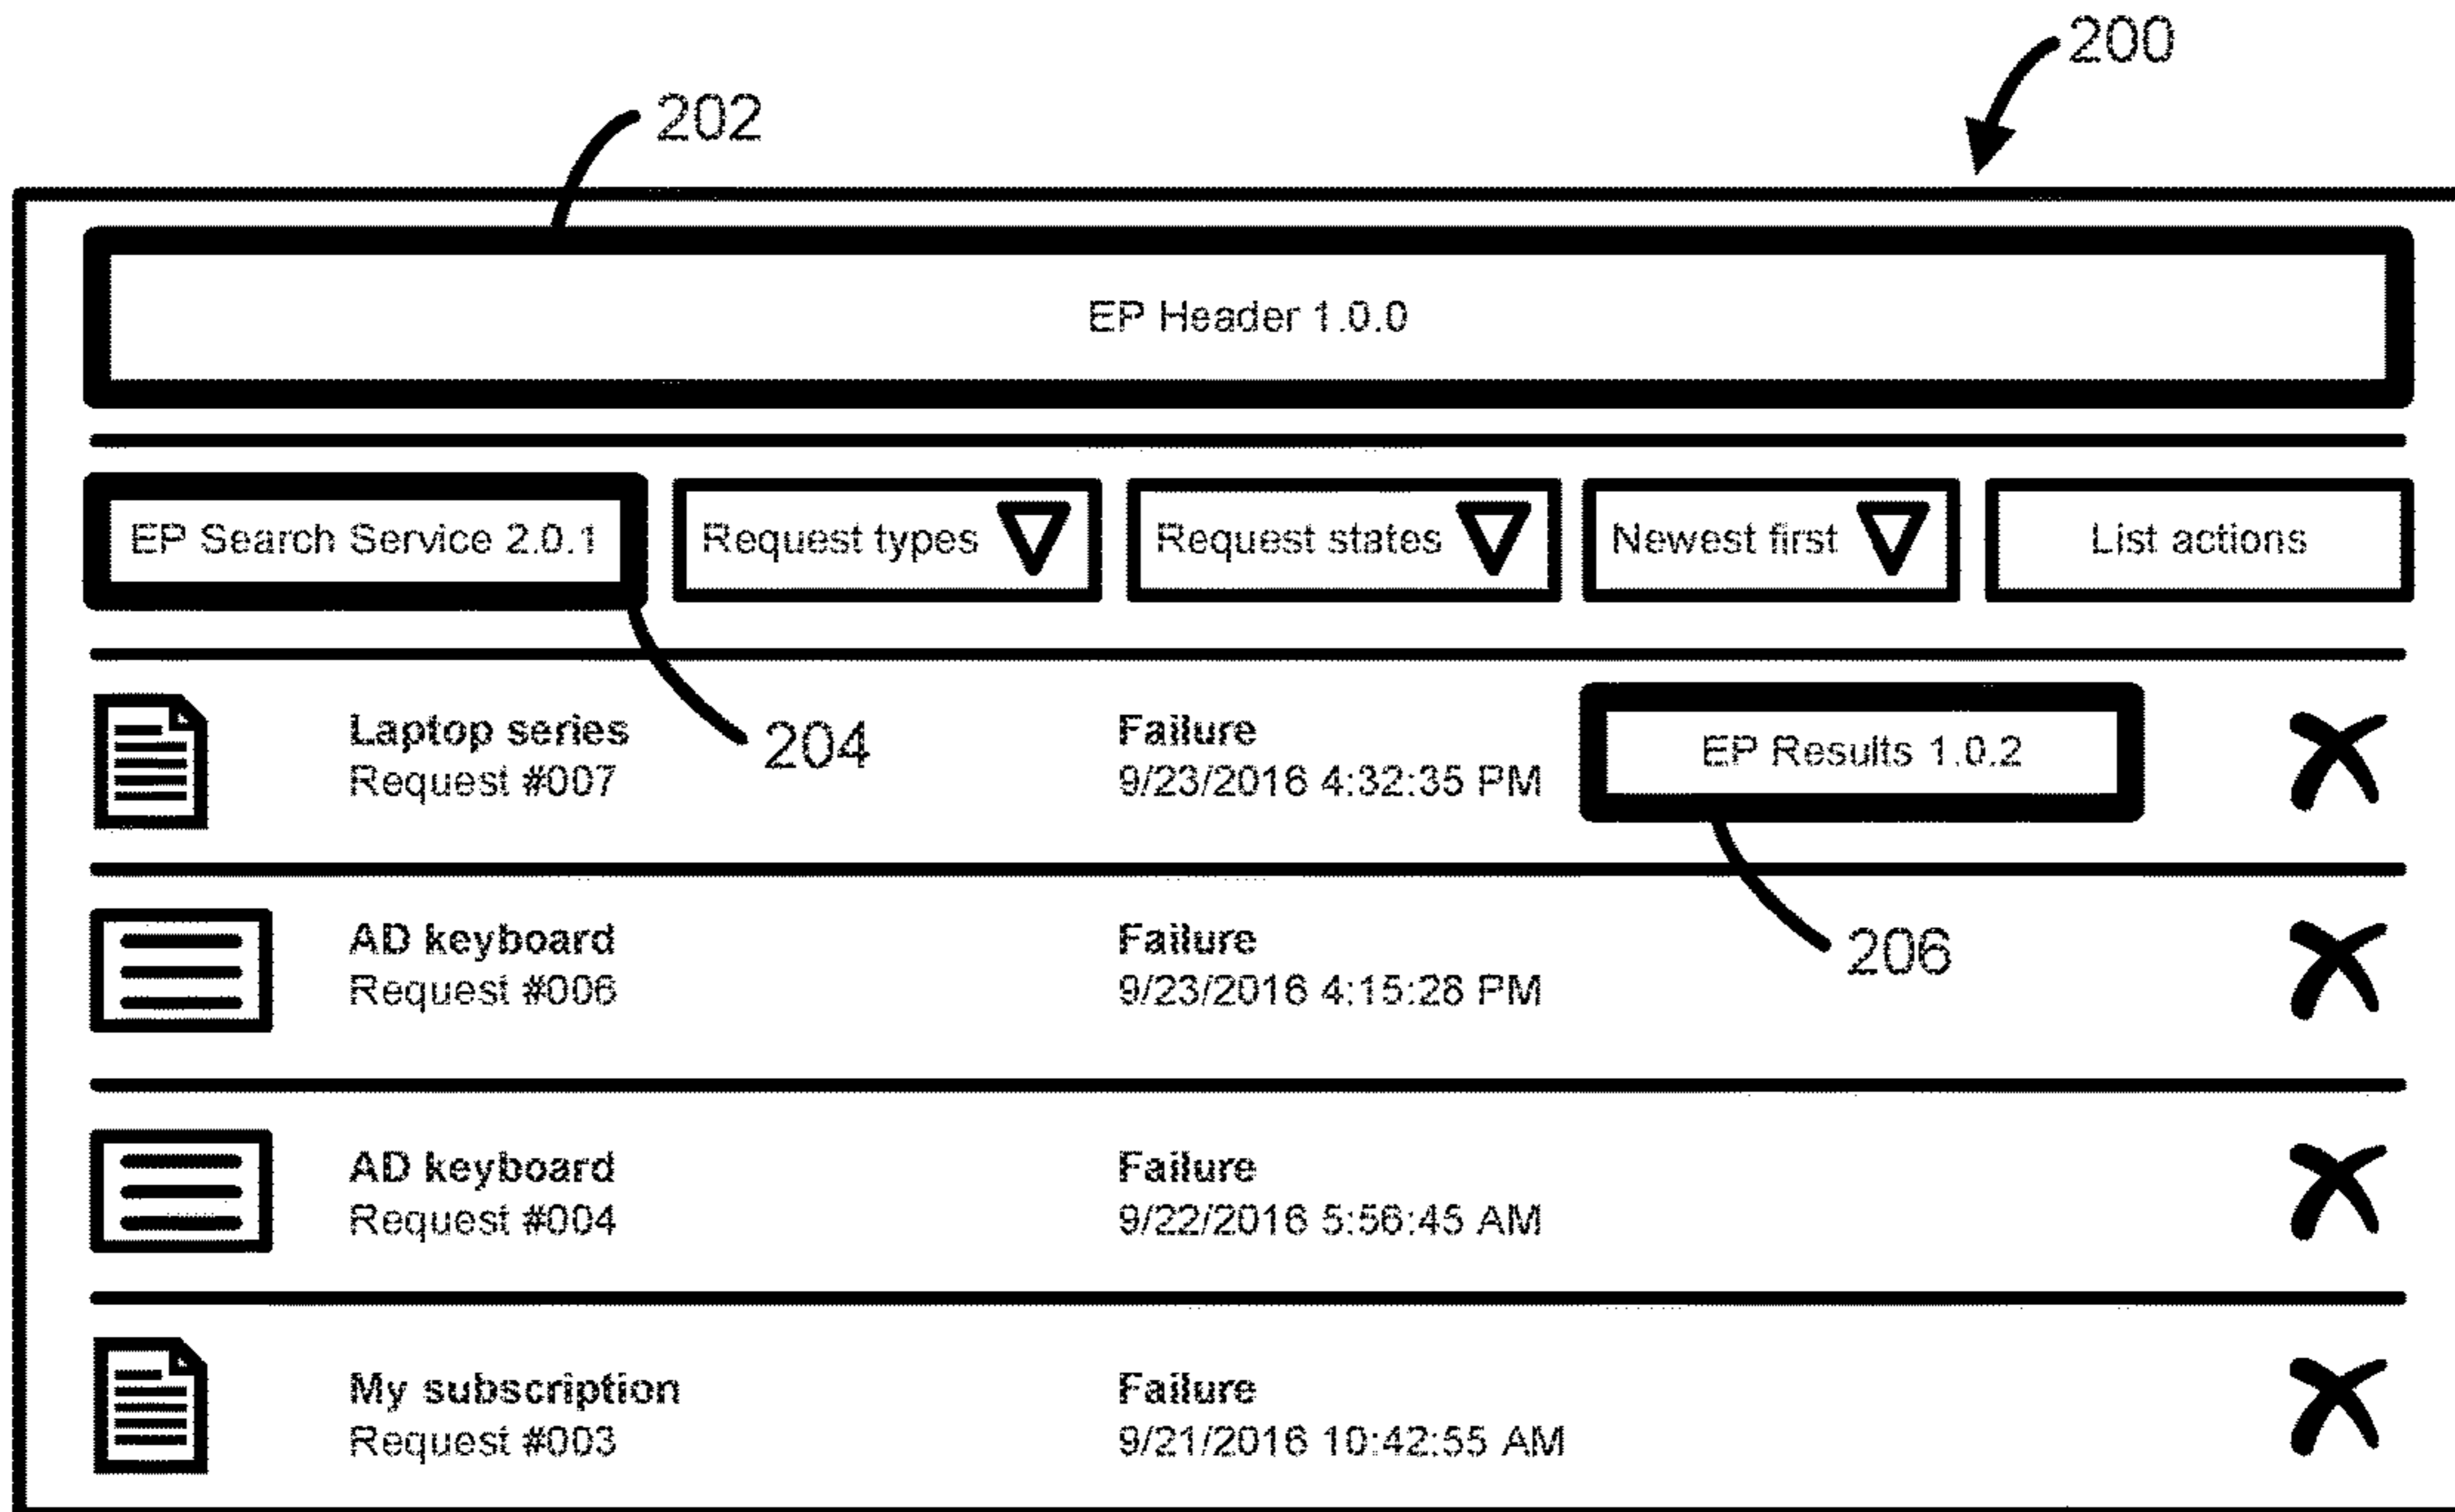 200
202
EP Header 1.0.0
EP Search Service 2.0.1
Request types
Request states
Newest first
List actions
Laptop series
Request #007
204
Failure
9/23/2016 4:32:35 PM
EP Results 1.0.2
206
AD keyboard
Request #006
Failure
9/23/2016 4:15:28 PM
AD keyboard
Request #004
Failure
9/22/2016 5:56:45 AM
My subscription
Request #003
Failure
9/21/2016 10:42:55 AM